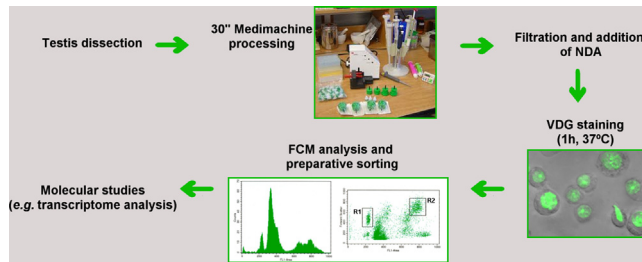 Testis dissection
30" Medimachine
processing
Filtration and addition
of NDA
VDG staining
(1h, 37ºC)
FCM analysis and
preparative sorting
R1
R2
Molecular studies
(e.g. transcriptome analysis)